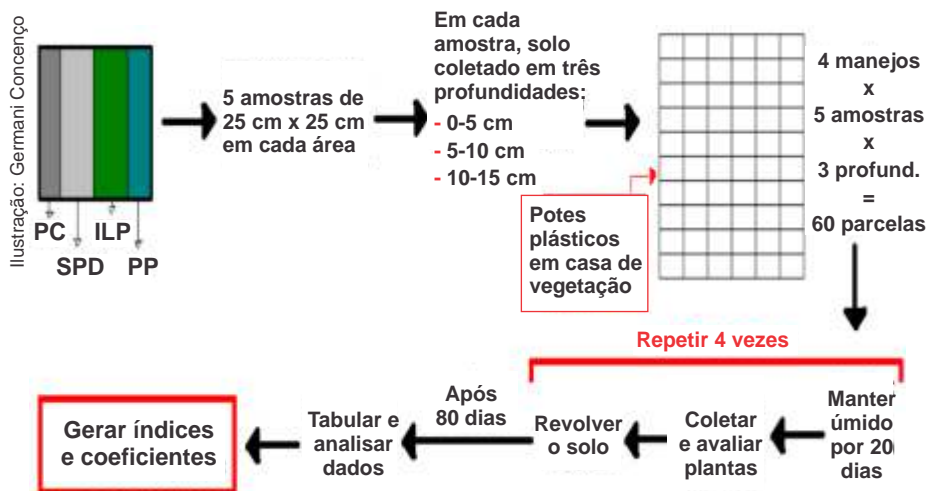 Ilustração: Germani Concenço
PC
ILP
SPD
PP
5 amostras de
25 cm x 25 cm
em cada área
Em cada
amostra, solo
coletado em três
profundidades:
- 0-5 cm
- 5-10 cm
- 10-15 cm
Potes
plásticos
em casa de
vegetação
4 manejos
x
5 amostras
x
3 profund.
=
60 parcelas
Repetir 4 vezes
Manter
úmido
por 20
dias
Coletar
e avaliar
plantas
Revolver
o solo
Após
80 dias
Tabular e
analisar
dados
Gerar índices
e coeficientes